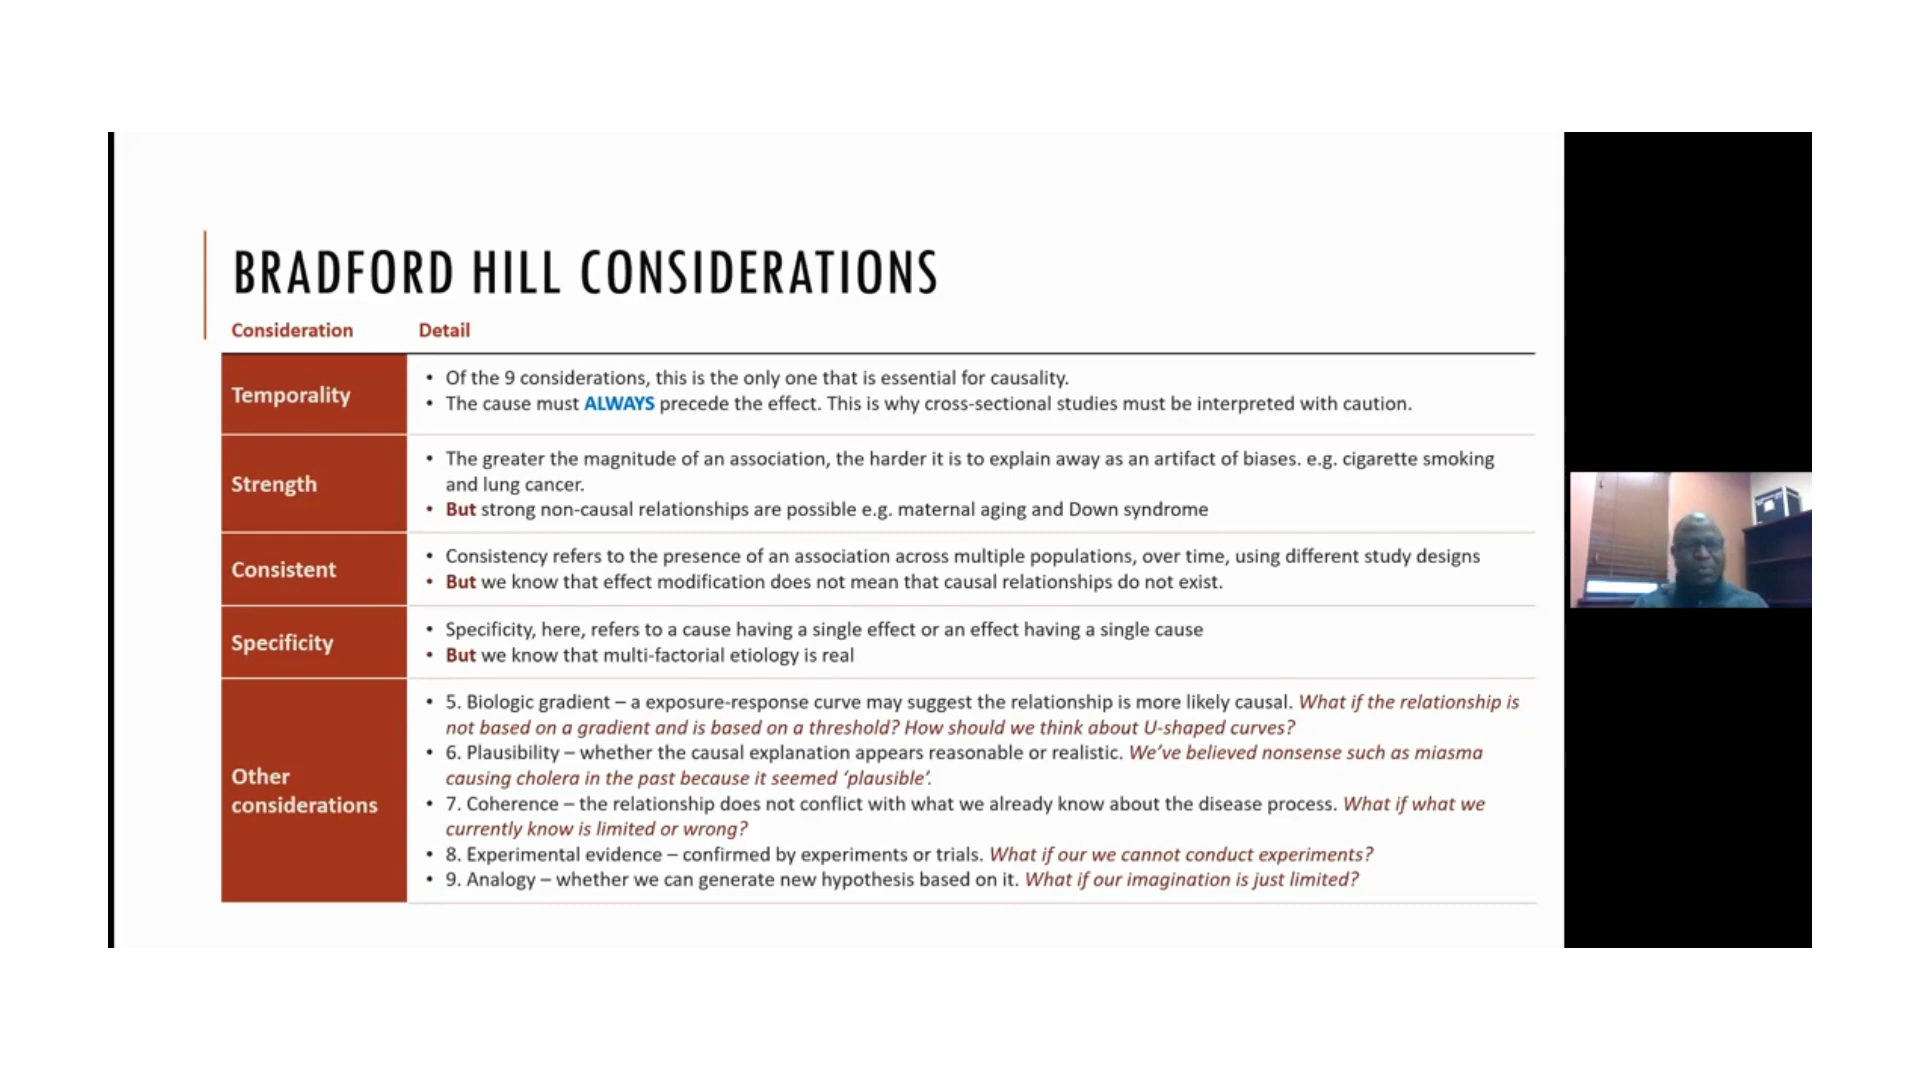 BRADFORD HILL CONSIDERATIONS
Consideration Detail
Temporality
• Of the 9 considerations, this is the only one that is essential for causality.
• The cause must ALWAYS precede the effect. This is why cross-sectional studies must be interpreted with caution.
Strength
• The greater the magnitude of an association, the harder it is to explain away as an artifact of biases. e.g. cigarette smoking
and lung cancer.
• But strong non-causal relationships are possible e.g. maternal aging and Down syndrome
Consistent
• Consistency refers to the presence of an association across multiple populations, over time, using different study designs
• But we know that effect modification does not mean that causal relationships do not exist.
Specificity
• Specificity, here, refers to a cause having a single effect or an effect having a single cause
• But we know that multi-factorial etiology is real
Other
considerations
• 5. Biologic gradient – a exposure-response curve may suggest the relationship is more likely causal. What if the relationship is
not based on a gradient and is based on a threshold? How should we think about U-shaped curves?
• 6. Plausibility – whether the causal explanation appears reasonable or realistic. We’ve believed nonsense such as miasma
causing cholera in the past because it seemed ‘plausible’.
• 7. Coherence – the relationship does not conflict with what we already know about the disease process. What if what we
currently know is limited or wrong?
• 8. Experimental evidence – confirmed by experiments or trials. What if our we cannot conduct experiments?
• 9. Analogy – whether we can generate new hypothesis based on it. What if our imagination is just limited?